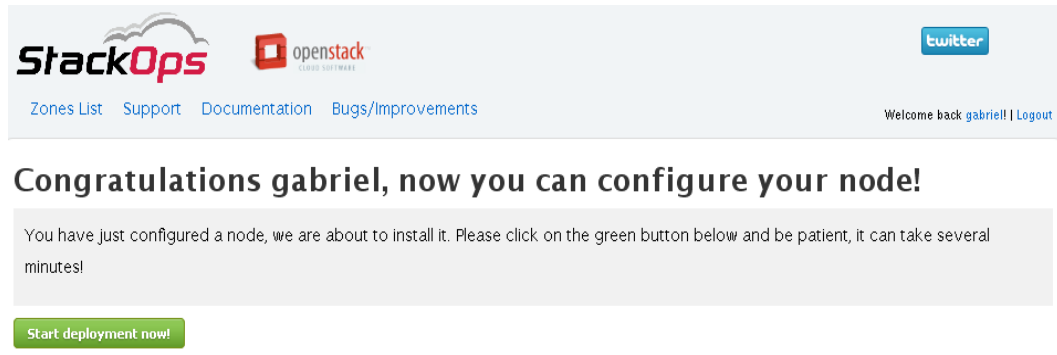 StackOps
openstack
CLOUD SOFTWARE
twitter
Zones List Support Documentation Bugs/Improvements
Welcome back gabriel! | Logout
Congratulations gabriel, now you can configure your node!
You have just configured a node, we are about to install it. Please click on the green button below and be patient, it can take several
minutes!
Start deployment now!